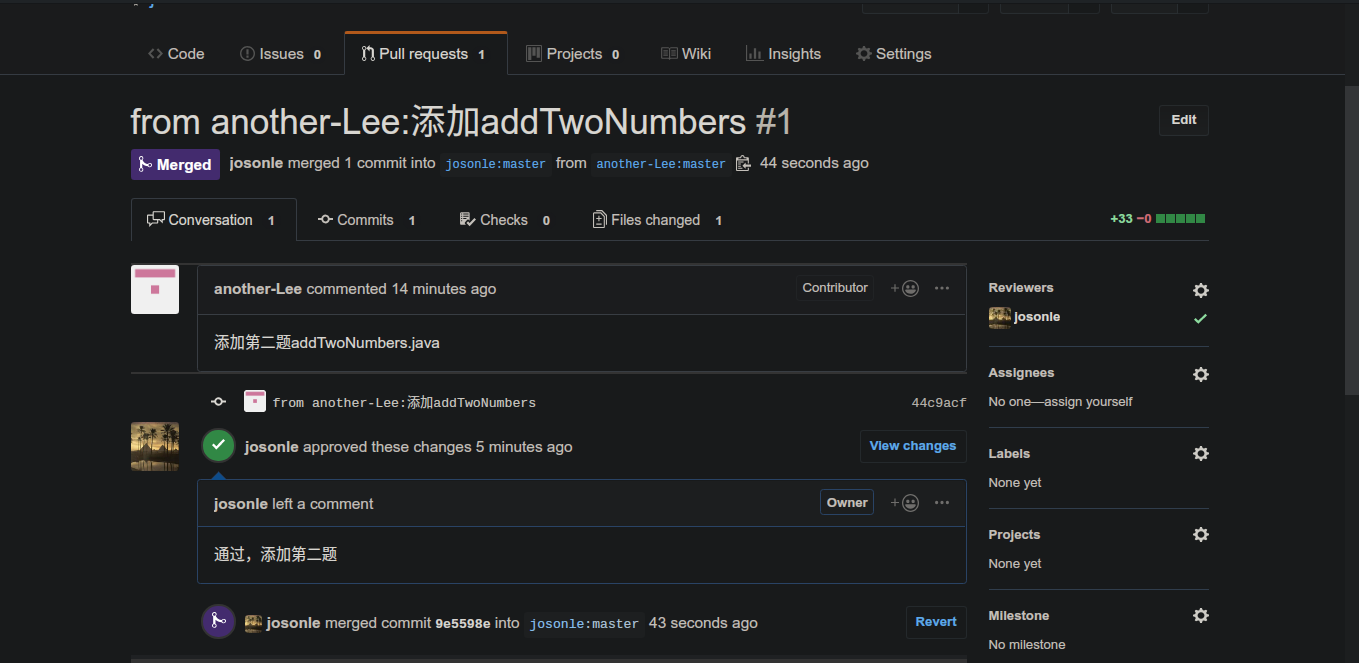 Code Issues 0 Pull requests 1 Projects 0 Wiki Insights Settings
from another-Lee:添加addTwoNumbers #1
Edit
Merged josonle merged 1 commit into josonle:master from another-Lee:master 44 seconds ago
Conversation 1 Commits 1 Checks 0 Files changed 1 +33 −0
another-Lee commented 14 minutes ago Contributor
添加第二题addTwoNumbers.java
from another-Lee:添加addTwoNumbers 44c9acf
josonle approved these changes 5 minutes ago View changes
josonle left a comment Owner
通过，添加第二题
josonle merged commit 9e5598e into josonle:master 43 seconds ago Revert
Reviewers
josonle
Assignees
No one—assign yourself
Labels
None yet
Projects
None yet
Milestone
No milestone